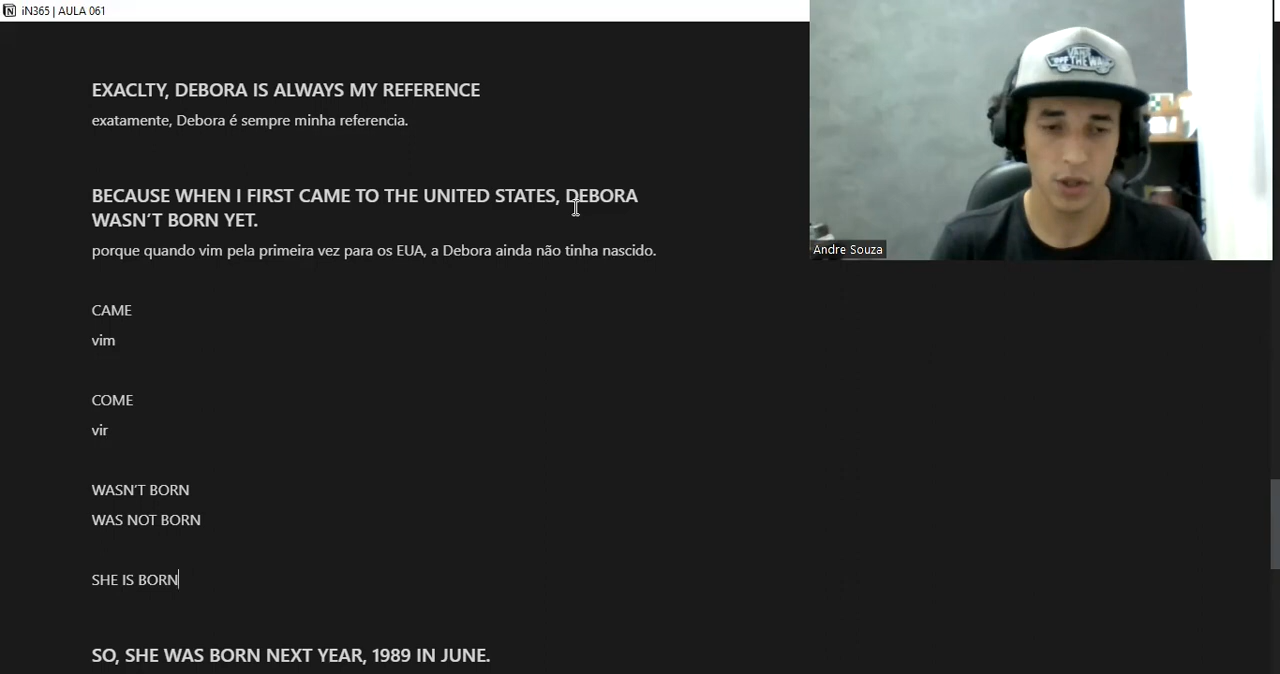 iN365 | AULA 061
EXACLTY, DEBORA IS ALWAYS MY REFERENCE
exatamente, Debora é sempre minha referencia.
BECAUSE WHEN I FIRST CAME TO THE UNITED STATES, DEBORA
WASN'T BORN YET.
porque quando vim pela primeira vez para os EUA, a Debora ainda não tinha nascido.
CAME
vim
COME
vir
WASN'T BORN
WAS NOT BORN
SHE IS BORN
SO, SHE WAS BORN NEXT YEAR, 1989 IN JUNE.
VANS
OFF THE WALL
Andre Souza